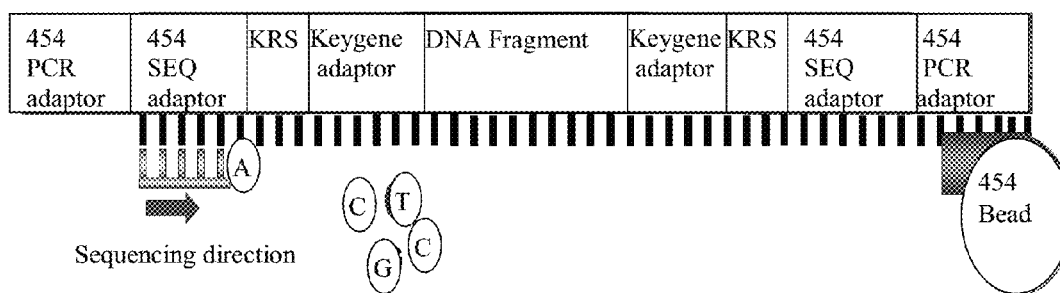 454 PCR adaptor
454 SEQ adaptor
KRS
Keygene adaptor
DNA Fragment
Keygene adaptor
KRS
454 SEQ adaptor
454 PCR adaptor
A
C
T
C
G
454
Bead
Sequencing direction